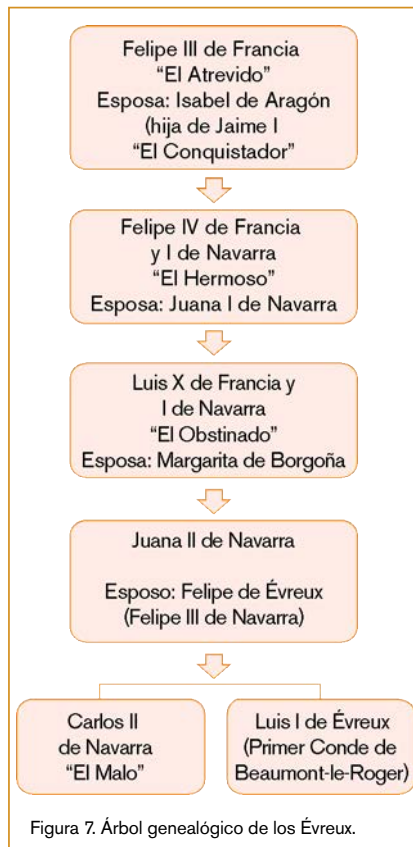 Felipe III de Francia
“El Atrevido”
Esposa: Isabel de Aragón
(hija de Jaime I
“El Conquistador”
Felipe IV de Francia
y I de Navarra
“El Hermoso”
Esposa: Juana I de Navarra
Luis X de Francia y
I de Navarra
“El Obstinado”
Esposa: Margarita de Borgoña
Juana II de Navarra
Esposo: Felipe de Évreux
(Felipe III de Navarra)
Carlos II
de Navarra
“El Malo”
Luis I de Évreux
(Primer Conde de
Beaumont-le-Roger)
Figura 7. Árbol genealógico de los Évreux.